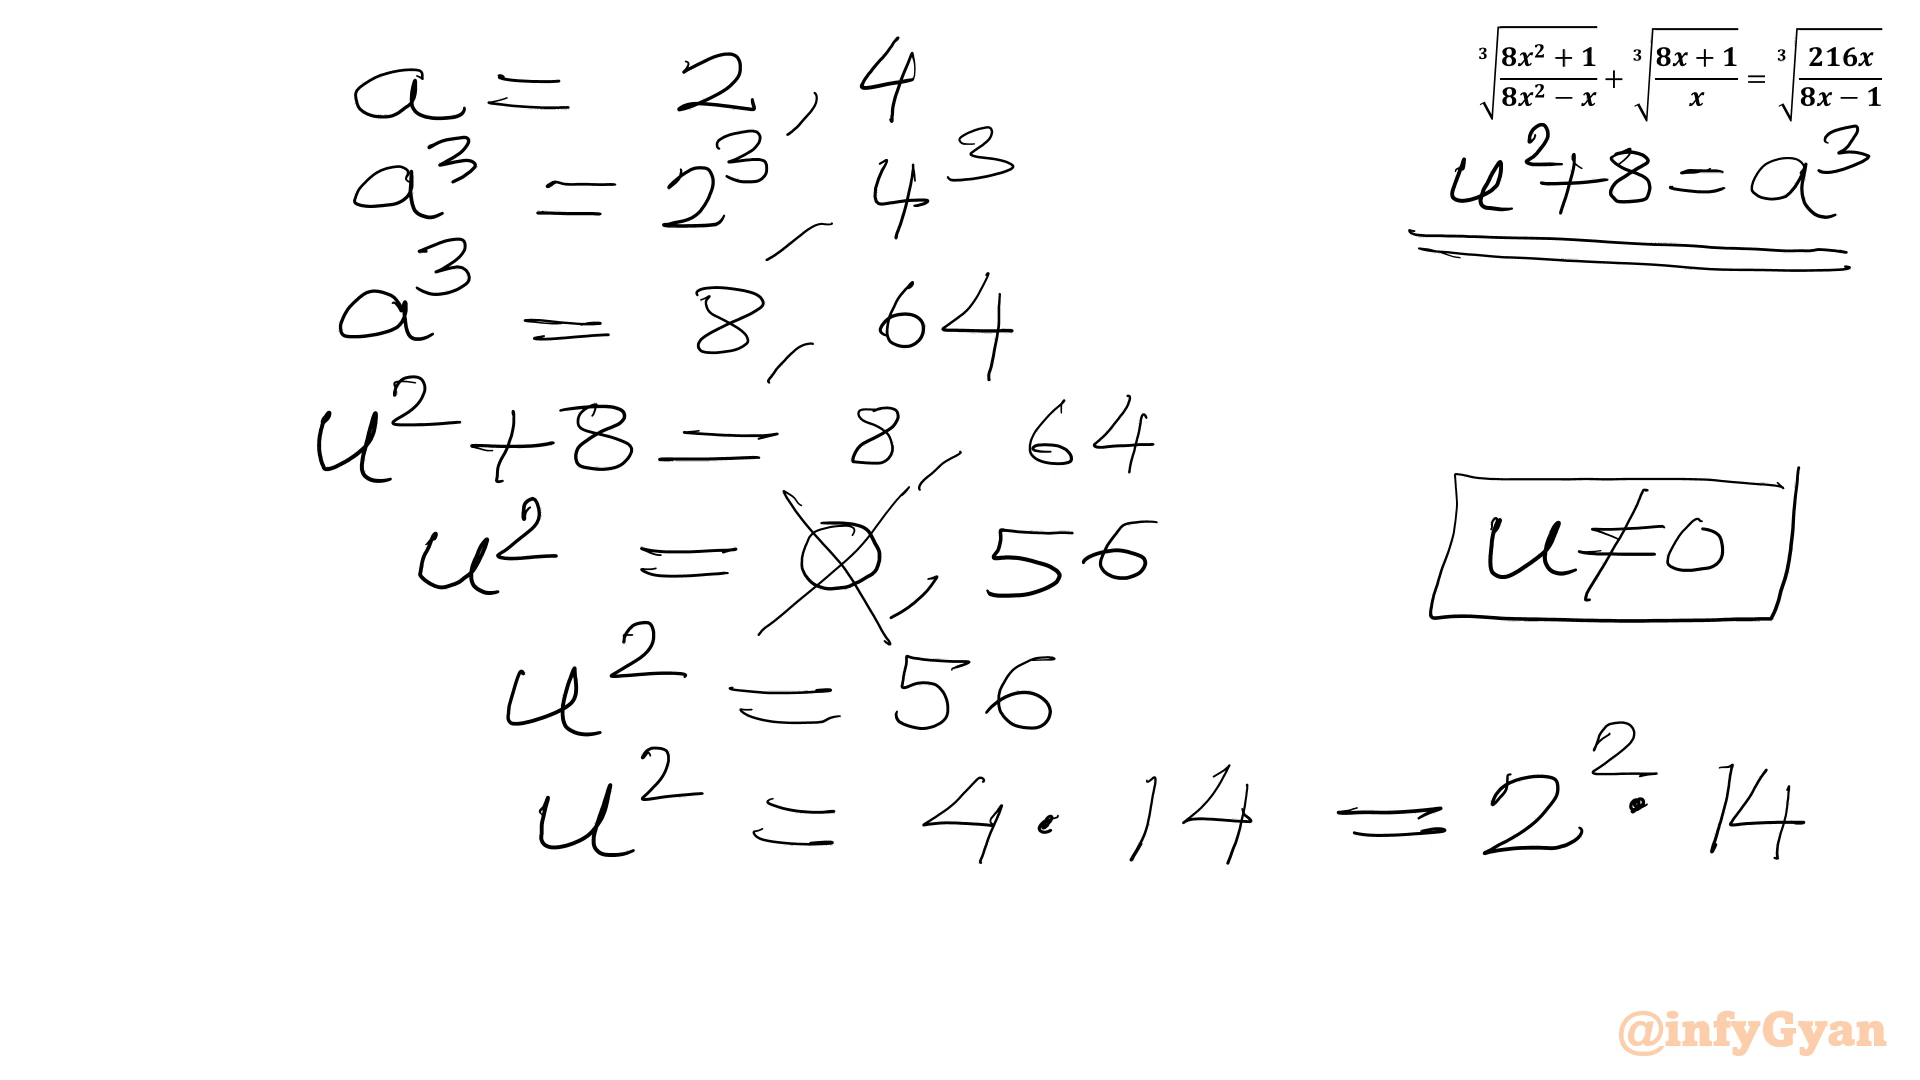 ∛((8x² + 1)/(8x² − x)) + ∛((8x + 1)/x) = ∛(216x/(8x − 1))
a = 2 , 4
a³ = 2³ , 4³
u² + 8 = a³
a³ = 8 , 64
u² + 8 = 8 , 64
u² = 0 , 56
u ≠ 0
u² = 56
u² = 4 · 14 = 2² · 14
@infyGyan